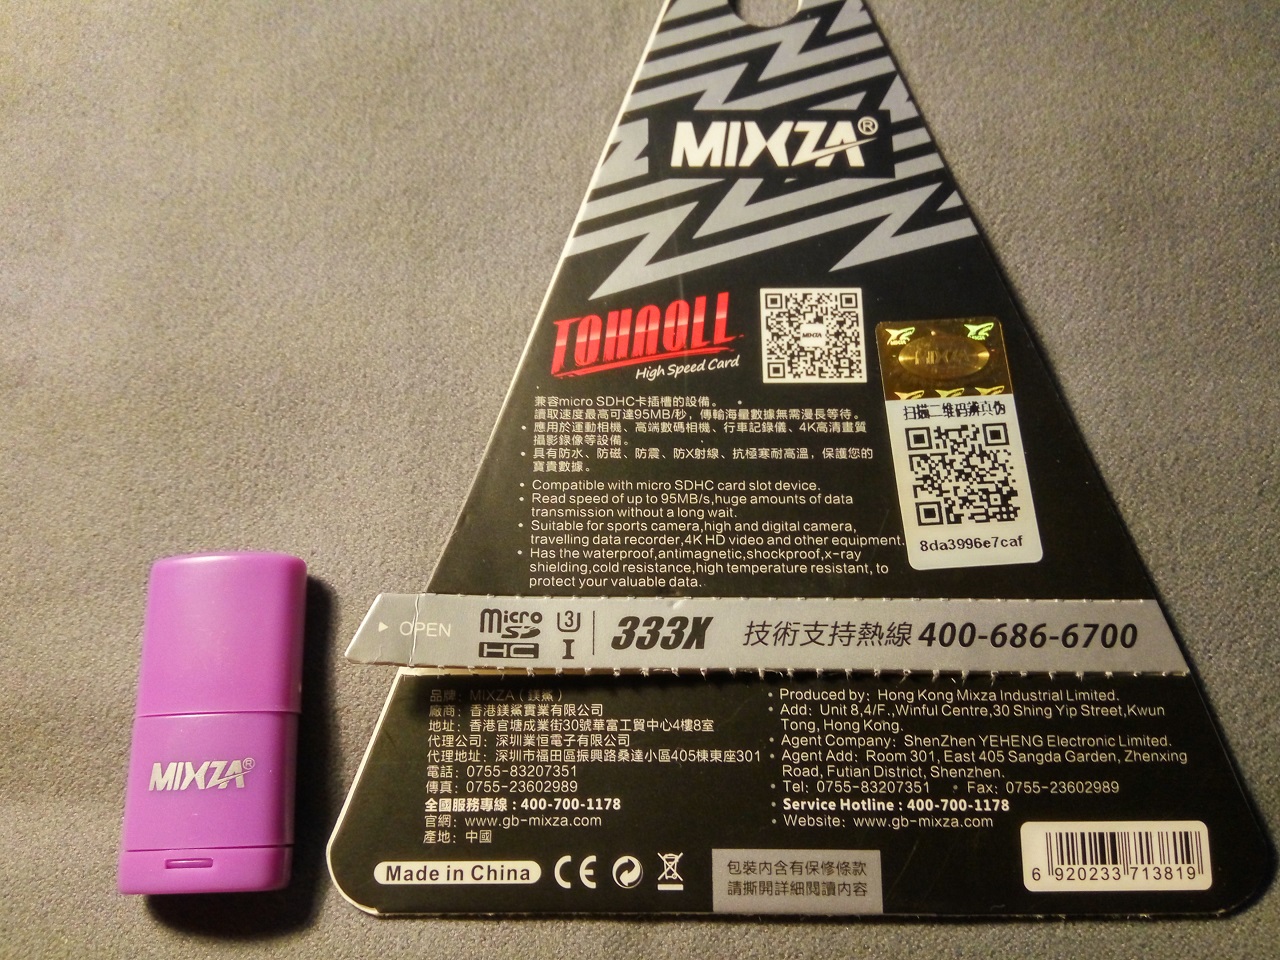 MIXZA®
TOHAOLL
High Speed Card
MIXZA
MIXZA
扫描二维码辨真伪
8da3996e7caf
兼容micro SDHC卡插槽的設備。
讀取速度最高可達95MB/秒，傳輸海量數據無需漫長等待。
• 應用於運動相機、高端數碼相機、行車記錄儀、4K高清畫質
攝影錄像等設備。
• 具有防水、防磁、防震、防X射線、抗極寒耐高溫，保護您的
寶貴數據。
• Compatible with micro SDHC card slot device.
• Read speed of up to 95MB/s,huge amounts of data
transmission without a long wait.
• Suitable for sports camera,high and digital camera,
travelling data recorder,4K HD video and other equipment.
• Has the waterproof,antimagnetic,shockproof,x-ray
shielding,cold resistance,high temperature resistant, to
protect your valuable data.
OPEN
micro SD HC U3 I
333X
技術支持熱線 400-686-6700
品牌：MIXZA（鎂鯊）
廠商：香港鎂鯊實業有限公司
地址：香港官塘成業街30號華富工貿中心4樓8室
代理公司：深圳業恒電子有限公司
代理地址：深圳市福田區振興路桑達小區405棟東座301
電話：0755-83207351
傳真：0755-23602989
全國服務專線：400-700-1178
官網：www.gb-mixza.com
產地：中國
• Produced by: Hong Kong Mixza Industrial Limited.
• Add: Unit 8,4/F.,Winful Centre,30 Shing Yip Street,Kwun
Tong, Hong Kong.
• Agent Company: ShenZhen YEHENG Electronic Limited.
• Agent Add: Room 301, East 405 Sangda Garden, Zhenxing
Road, Futian District, Shenzhen.
• Tel: 0755-83207351 • Fax: 0755-23602989
• Service Hotline : 400-700-1178
• Website: www.gb-mixza.com
Made in China
CE
包裝內含有保修條款
請撕開詳細閱讀內容
6 920233 713819
MIXZA®